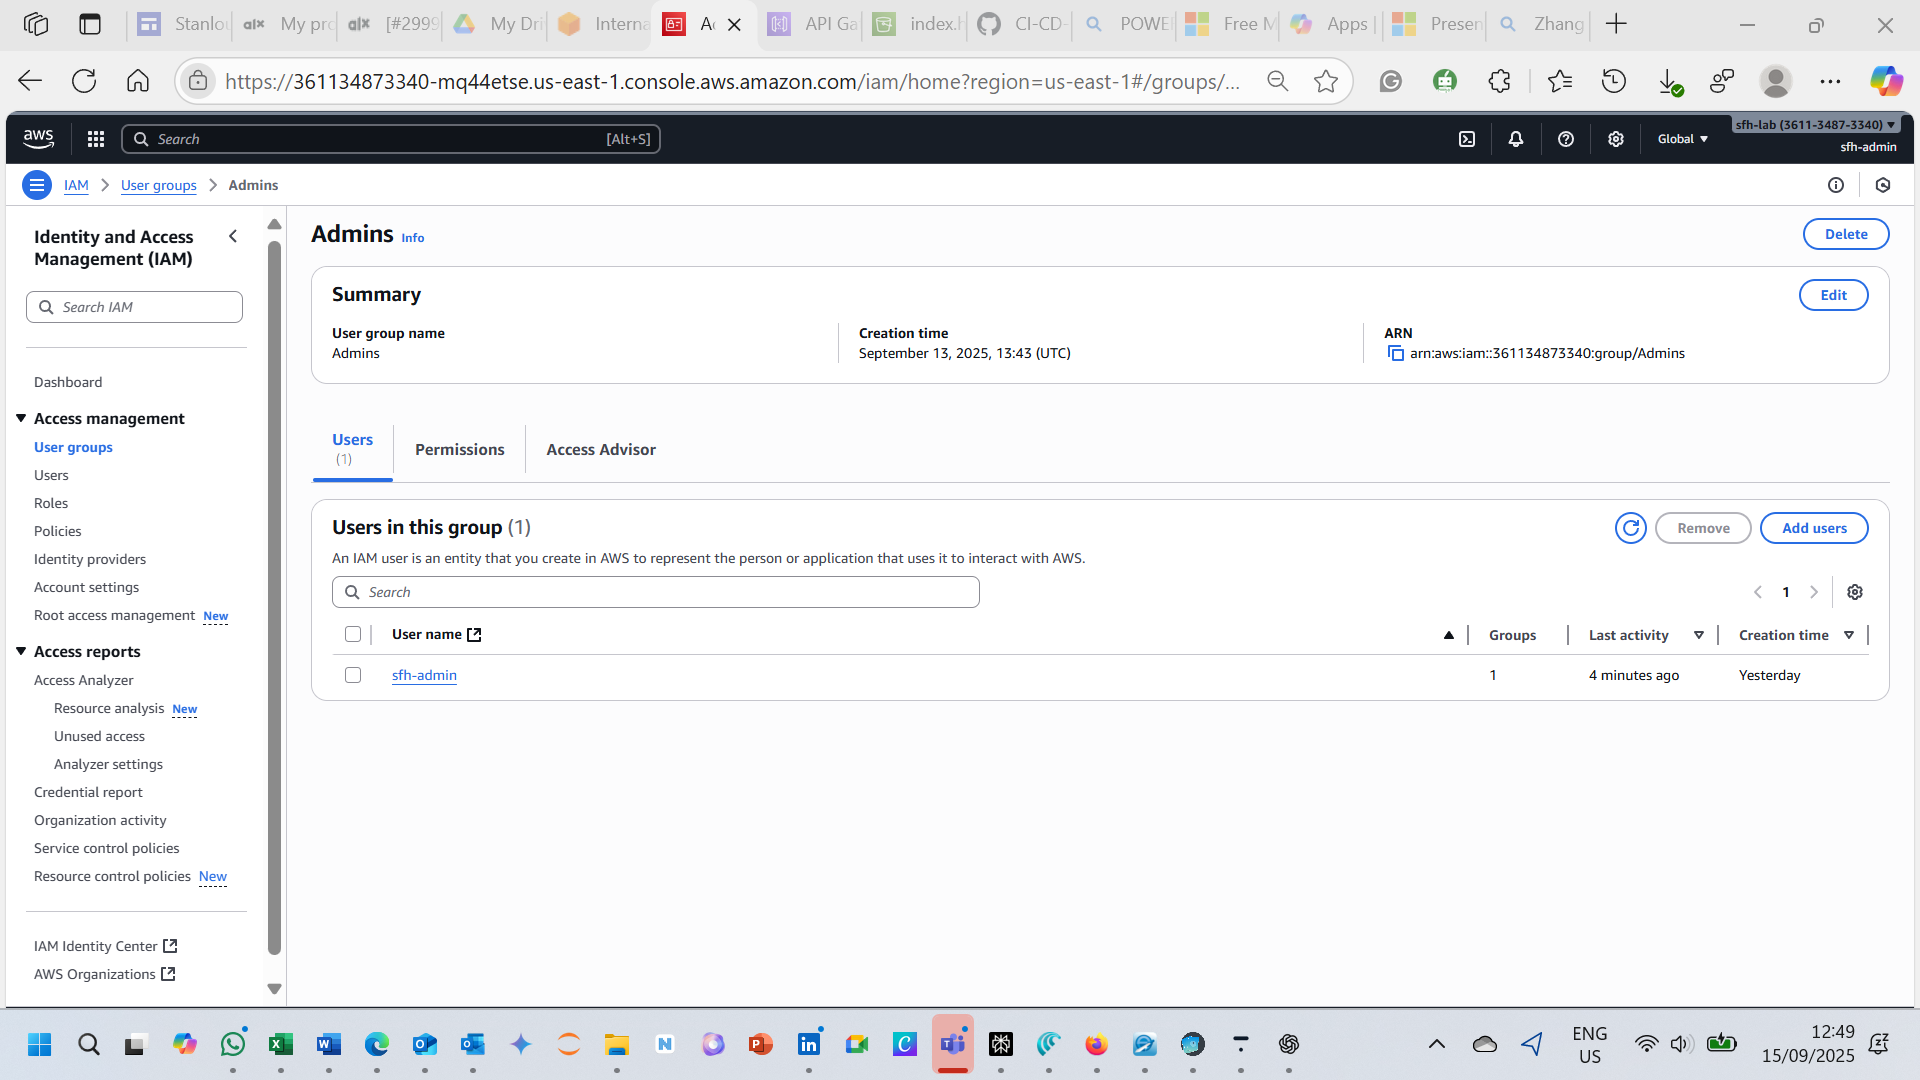 Stanlou
My pro
[#2999
My Dri
Interna
A
API Ga
index.h
CI-CD-
POWE
Free M
Apps |
Presen
Zhang
https://361134873340-mq44etse.us-east-1.console.aws.amazon.com/iam/home?region=us-east-1#/groups/...
aws
Search
[Alt+S]
Global
sfh-lab (3611-3487-3340)
sfh-admin
IAM
User groups
Admins
Identity and Access
Management (IAM)
Search IAM
Dashboard
Access management
User groups
Users
Roles
Policies
Identity providers
Account settings
Root access management New
Access reports
Access Analyzer
Resource analysis New
Unused access
Analyzer settings
Credential report
Organization activity
Service control policies
Resource control policies New
IAM Identity Center
AWS Organizations
Admins Info
Delete
Summary
Edit
User group name
Admins
Creation time
September 13, 2025, 13:43 (UTC)
ARN
arn:aws:iam::361134873340:group/Admins
Users
(1)
Permissions
Access Advisor
Users in this group (1)
Remove
Add users
An IAM user is an entity that you create in AWS to represent the person or application that uses it to interact with AWS.
Search
1
User name
Groups
Last activity
Creation time
sfh-admin
1
4 minutes ago
Yesterday
ENG
US
12:49
15/09/2025